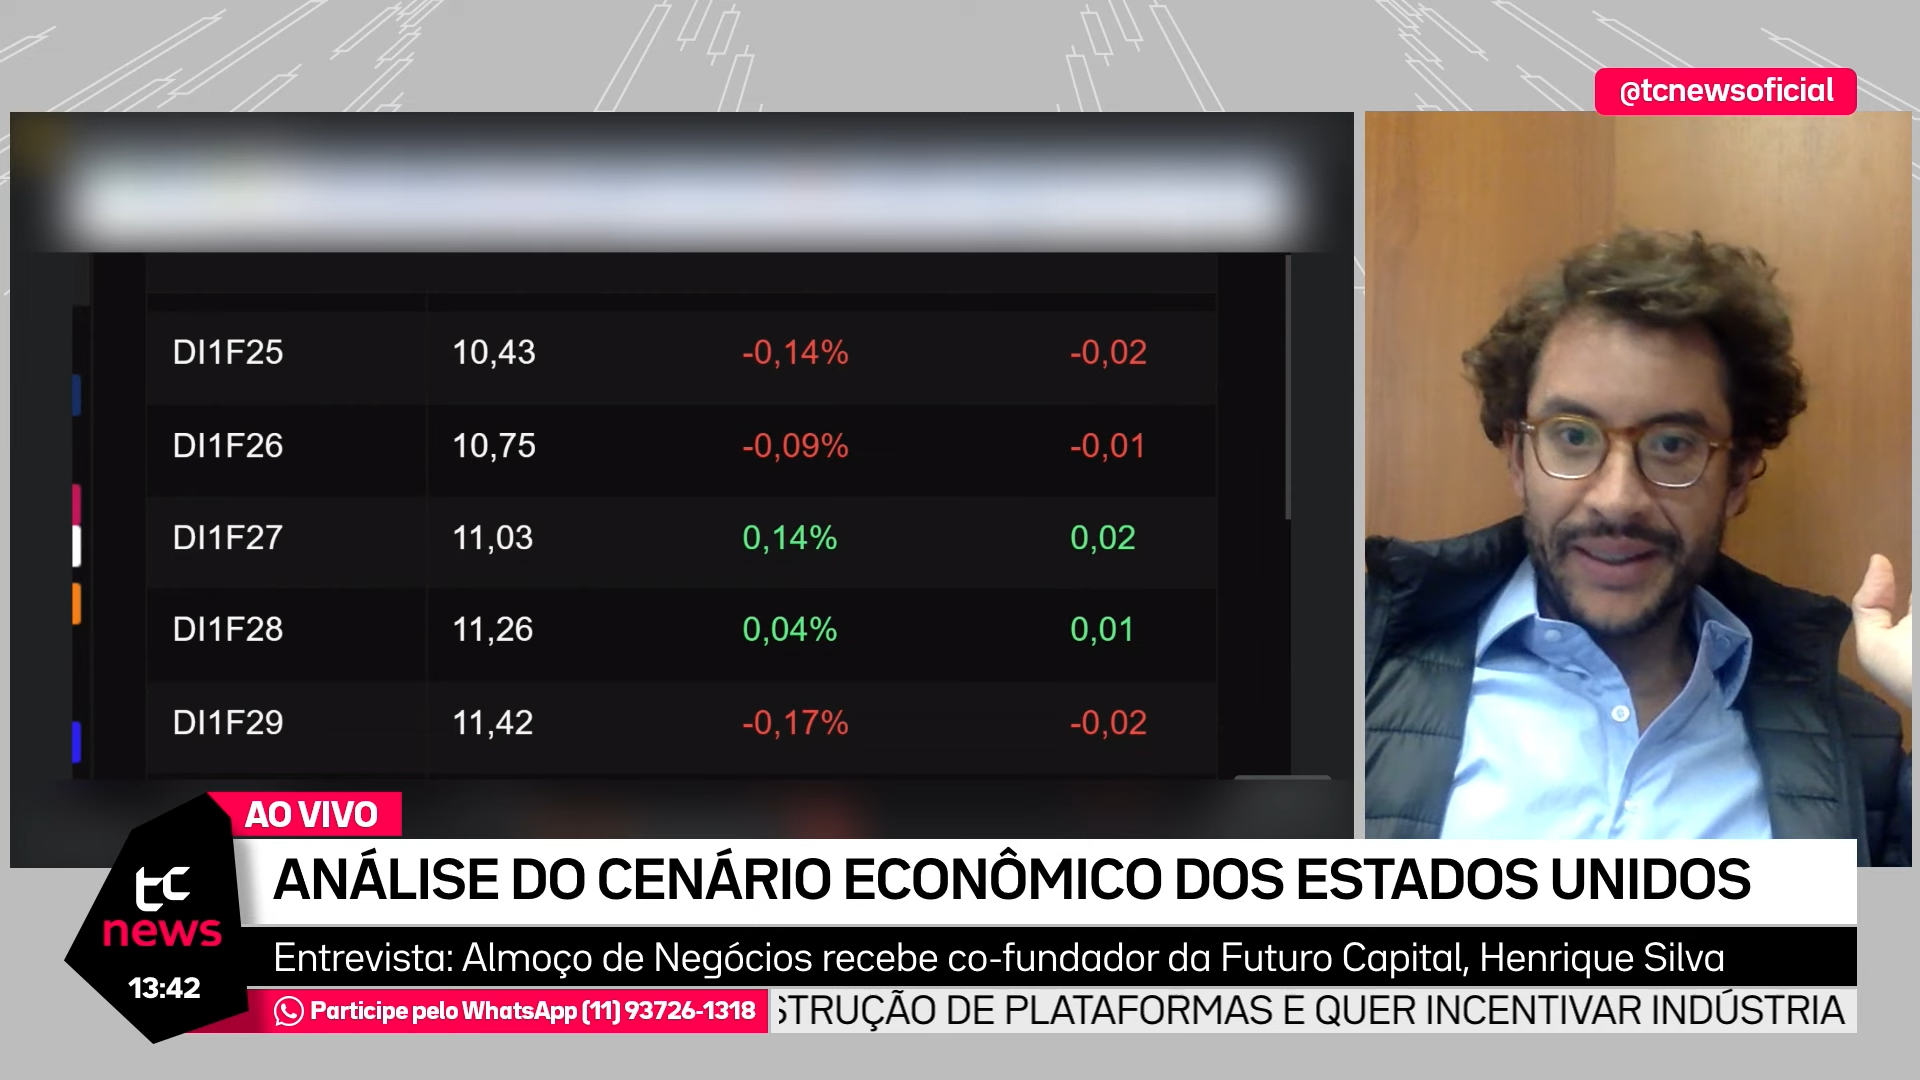 @tcnewsoficial
DI1F25 10,43 -0,14% -0,02
DI1F26 10,75 -0,09% -0,01
DI1F27 11,03 0,14% 0,02
DI1F28 11,26 0,04% 0,01
DI1F29 11,42 -0,17% -0,02
AO VIVO
ANÁLISE DO CENÁRIO ECONÔMICO DOS ESTADOS UNIDOS
tc
news
Entrevista: Almoço de Negócios recebe co-fundador da Futuro Capital, Henrique Silva
13:42
Participe pelo WhatsApp (11) 93726-1318
STRUÇÃO DE PLATAFORMAS E QUER INCENTIVAR INDÚSTRIA